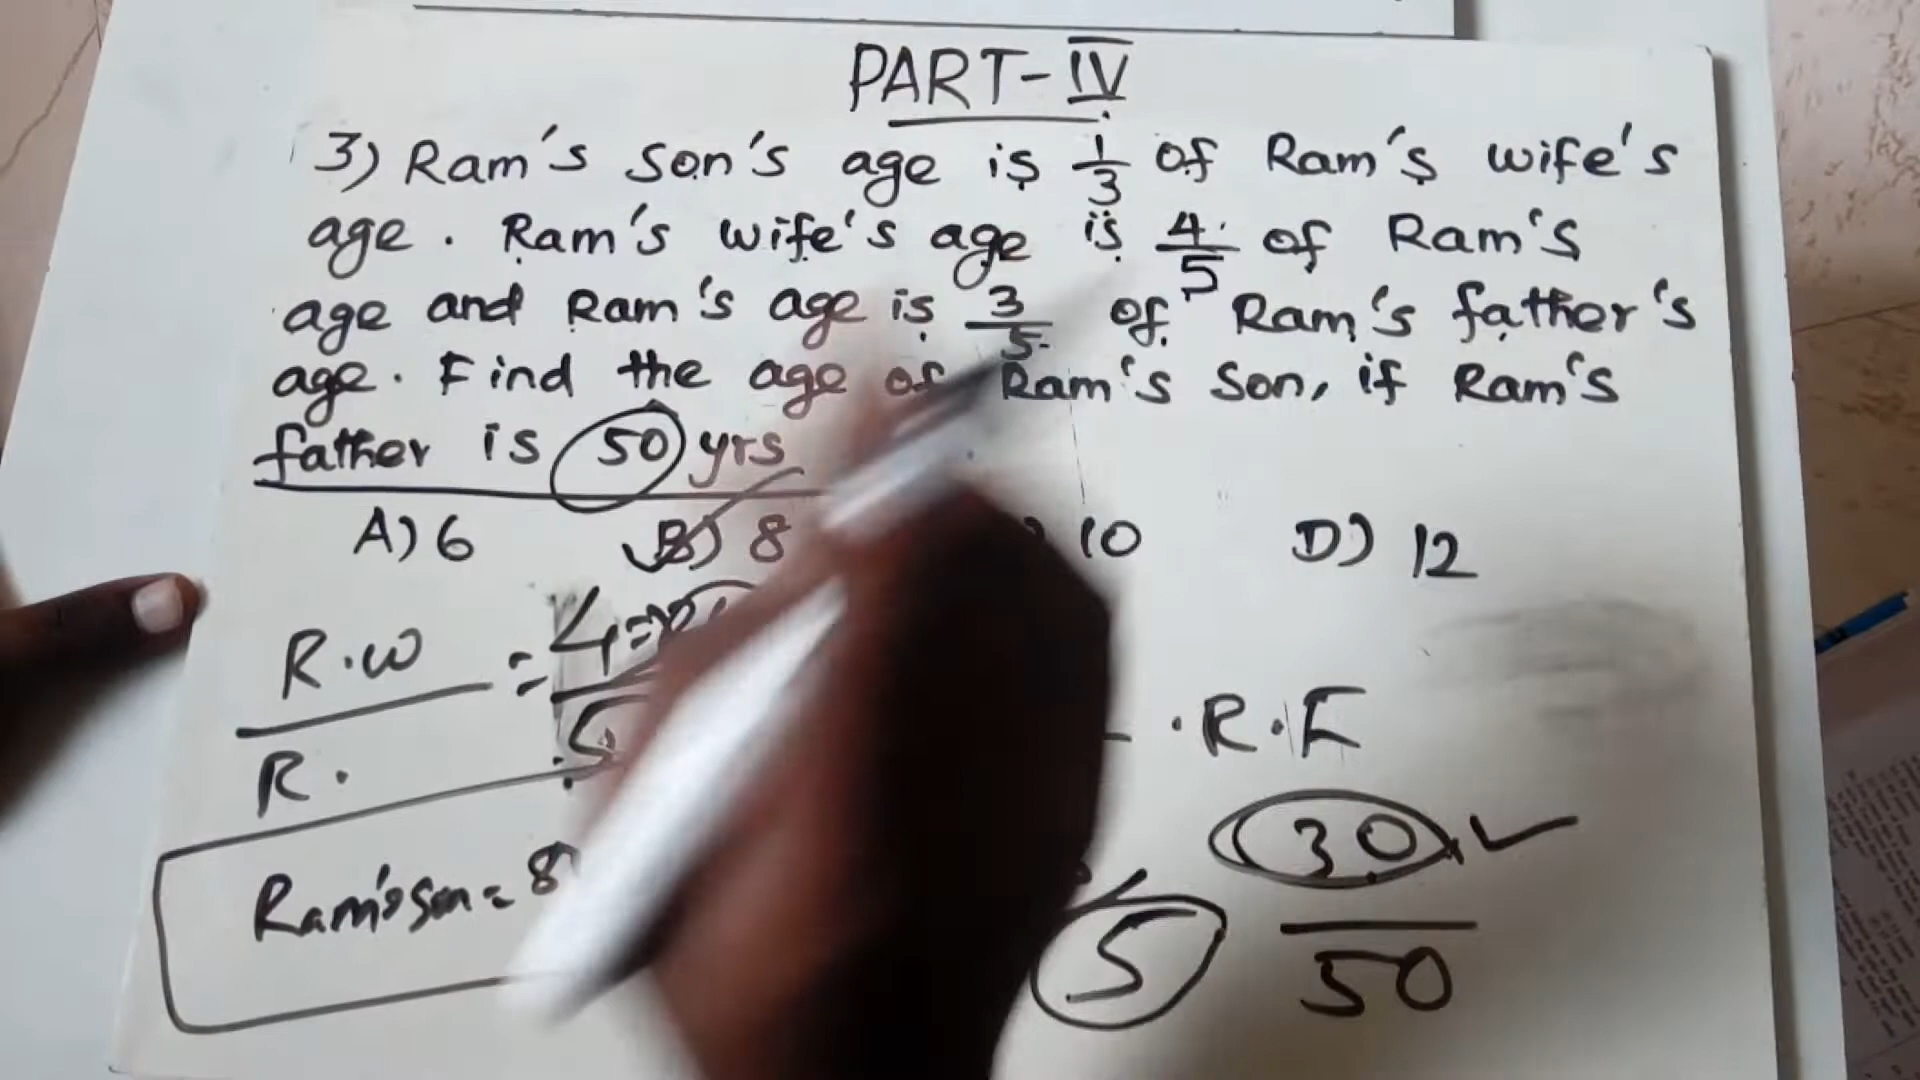 PART-IV
3) Ram's son's age is 1/3 of Ram's wife's
age. Ram's wife's age is 4/5 of Ram's
age and Ram's age is 3/5 of Ram's father's
age. Find the age of Ram's son, if Ram's
father is 50 yrs
A) 6 B) 8 10 D) 12
R.W = 4
R. 5
R.F
Ram's son = 8
30
5 50